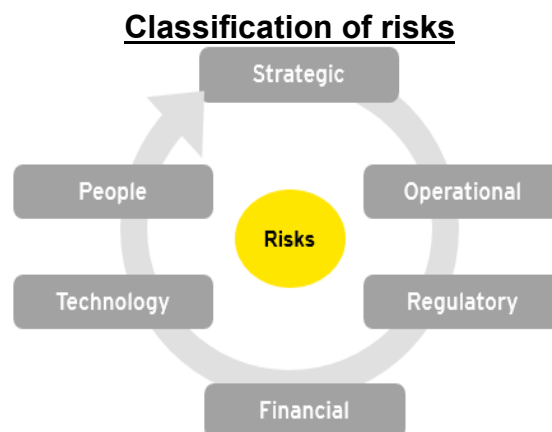 Classification of risks
Strategic
People
Operational
Risks
Technology
Regulatory
Financial